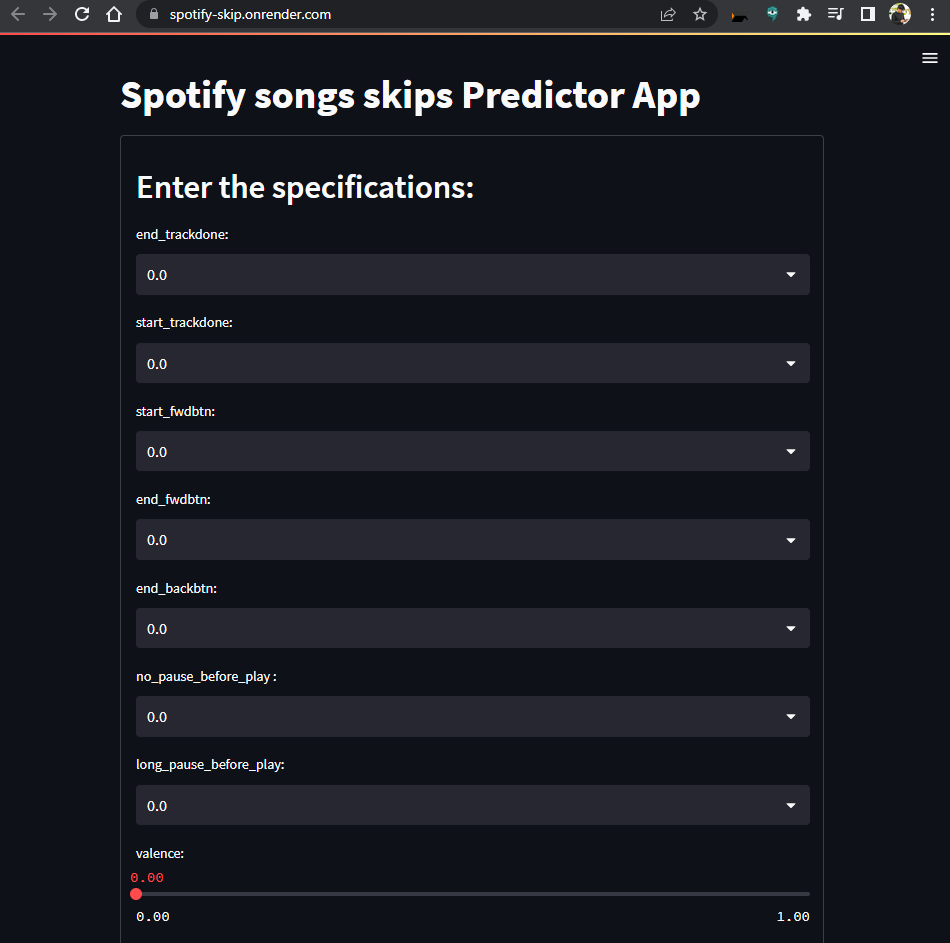 spotify-skip.onrender.com
Spotify songs skips Predictor App
Enter the specifications:
end_trackdone:
0.0
start_trackdone:
0.0
start_fwdbtn:
0.0
end_fwdbtn:
0.0
end_backbtn:
0.0
no_pause_before_play :
0.0
long_pause_before_play:
0.0
valence:
0.00
0.00 1.00